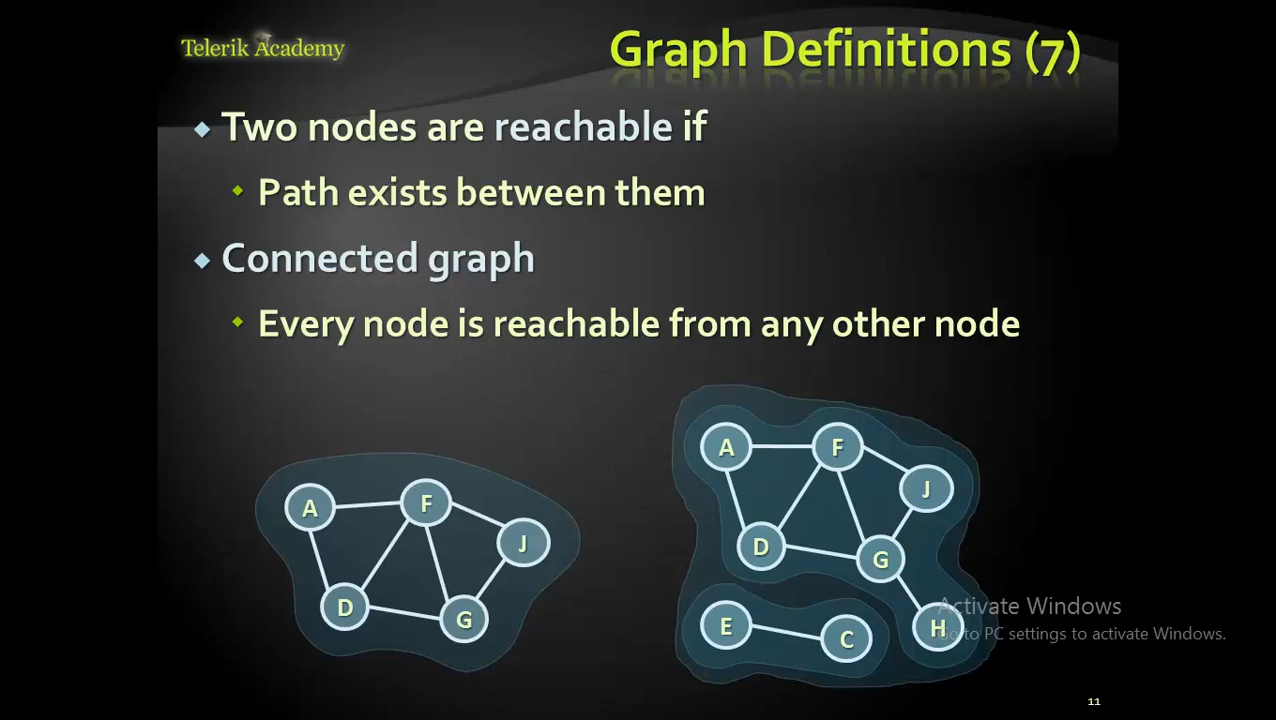 Telerik Academy
Graph Definitions (7)
Two nodes are reachable if
Path exists between them
Connected graph
Every node is reachable from any other node
A
F
J
D
G
A
F
J
D
G
E
C
H
Activate Windows
Go to PC settings to activate Windows.
11